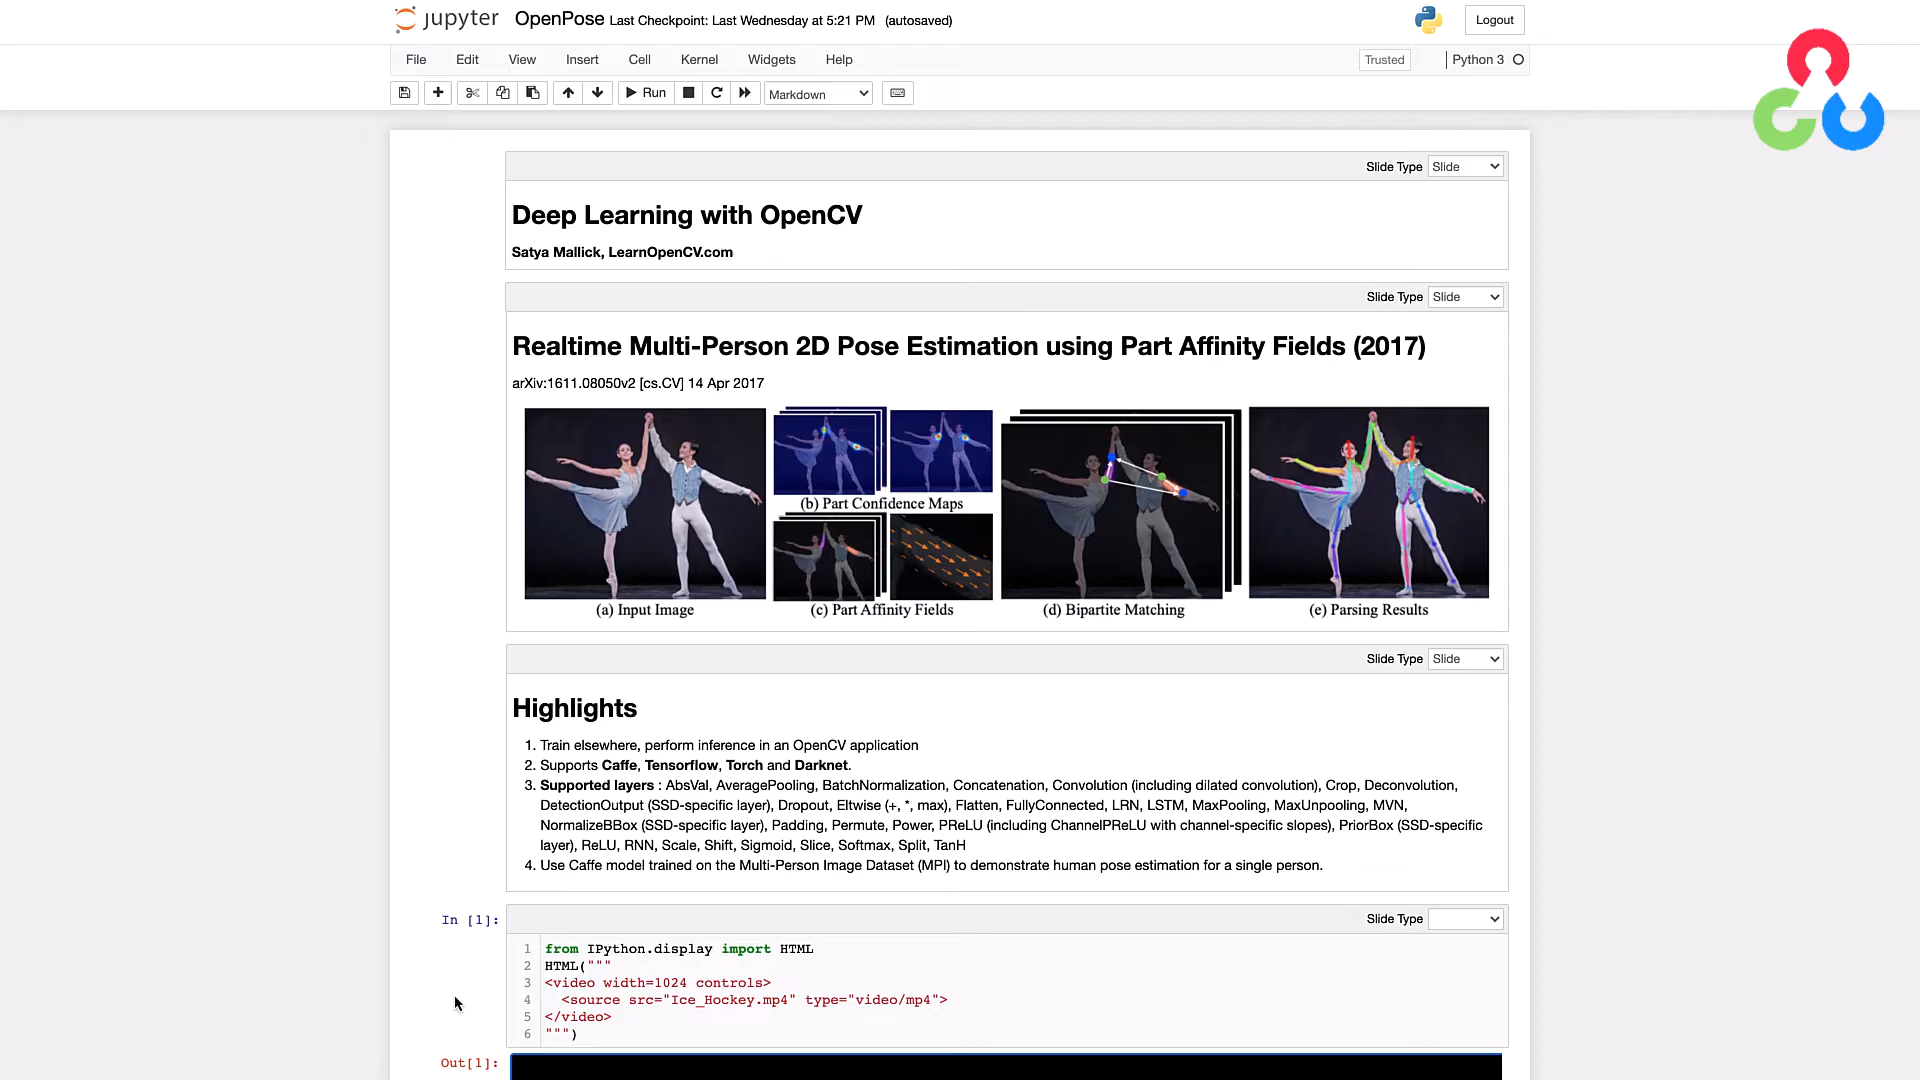 jupyter OpenPose Last Checkpoint: Last Wednesday at 5:21 PM (autosaved)
Logout
File Edit View Insert Cell Kernel Widgets Help
Trusted
Python 3
Run
Markdown
Slide Type Slide
Deep Learning with OpenCV
Satya Mallick, LearnOpenCV.com
Slide Type Slide
Realtime Multi-Person 2D Pose Estimation using Part Affinity Fields (2017)
arXiv:1611.08050v2 [cs.CV] 14 Apr 2017
(b) Part Confidence Maps
(a) Input Image
(c) Part Affinity Fields
(d) Bipartite Matching
(e) Parsing Results
Slide Type Slide
Highlights
1. Train elsewhere, perform inference in an OpenCV application
2. Supports Caffe, Tensorflow, Torch and Darknet.
3. Supported layers : AbsVal, AveragePooling, BatchNormalization, Concatenation, Convolution (including dilated convolution), Crop, Deconvolution,
DetectionOutput (SSD-specific layer), Dropout, Eltwise (+, *, max), Flatten, FullyConnected, LRN, LSTM, MaxPooling, MaxUnpooling, MVN,
NormalizeBBox (SSD-specific layer), Padding, Permute, Power, PReLU (including ChannelPReLU with channel-specific slopes), PriorBox (SSD-specific
layer), ReLU, RNN, Scale, Shift, Sigmoid, Slice, Softmax, Split, TanH
4. Use Caffe model trained on the Multi-Person Image Dataset (MPI) to demonstrate human pose estimation for a single person.
In [1]:
Slide Type
1 from IPython.display import HTML
2 HTML("""
3 <video width=1024 controls>
4 <source src="Ice_Hockey.mp4" type="video/mp4">
5 </video>
6 """)
Out[1]: